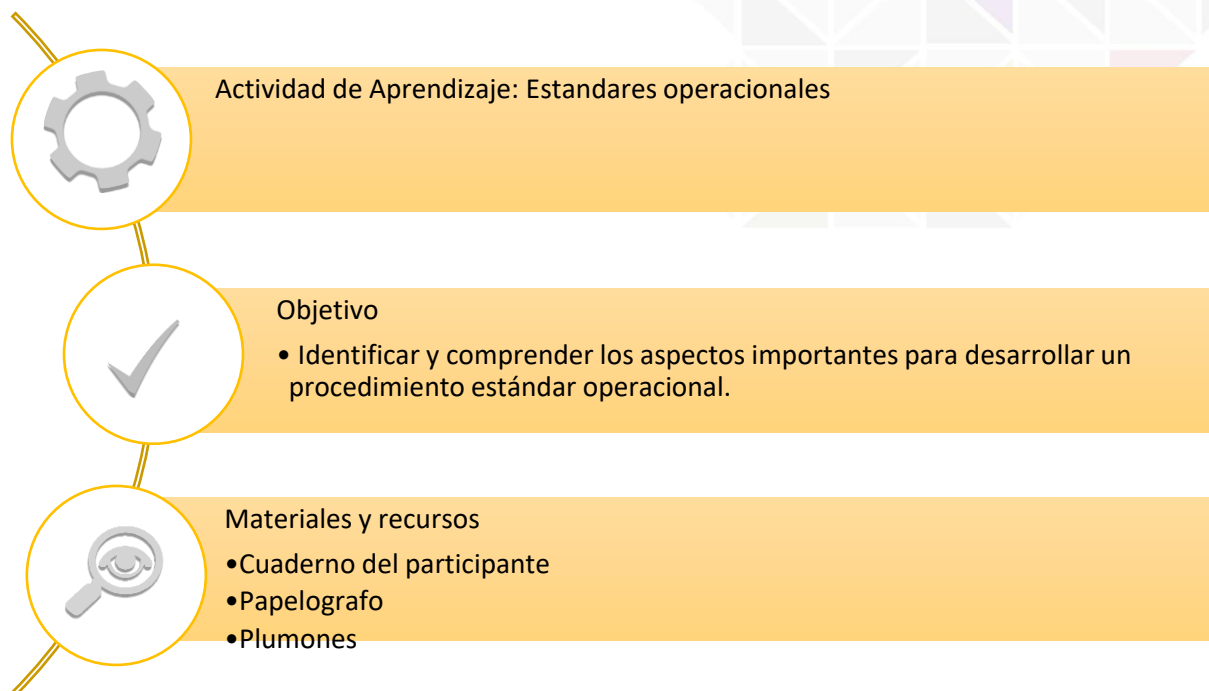 Actividad de Aprendizaje: Estandares operacionales
Objetivo
• Identificar y comprender los aspectos importantes para desarrollar un
procedimiento estándar operacional.
Materiales y recursos
•Cuaderno del participante
•Papelografo
•Plumones